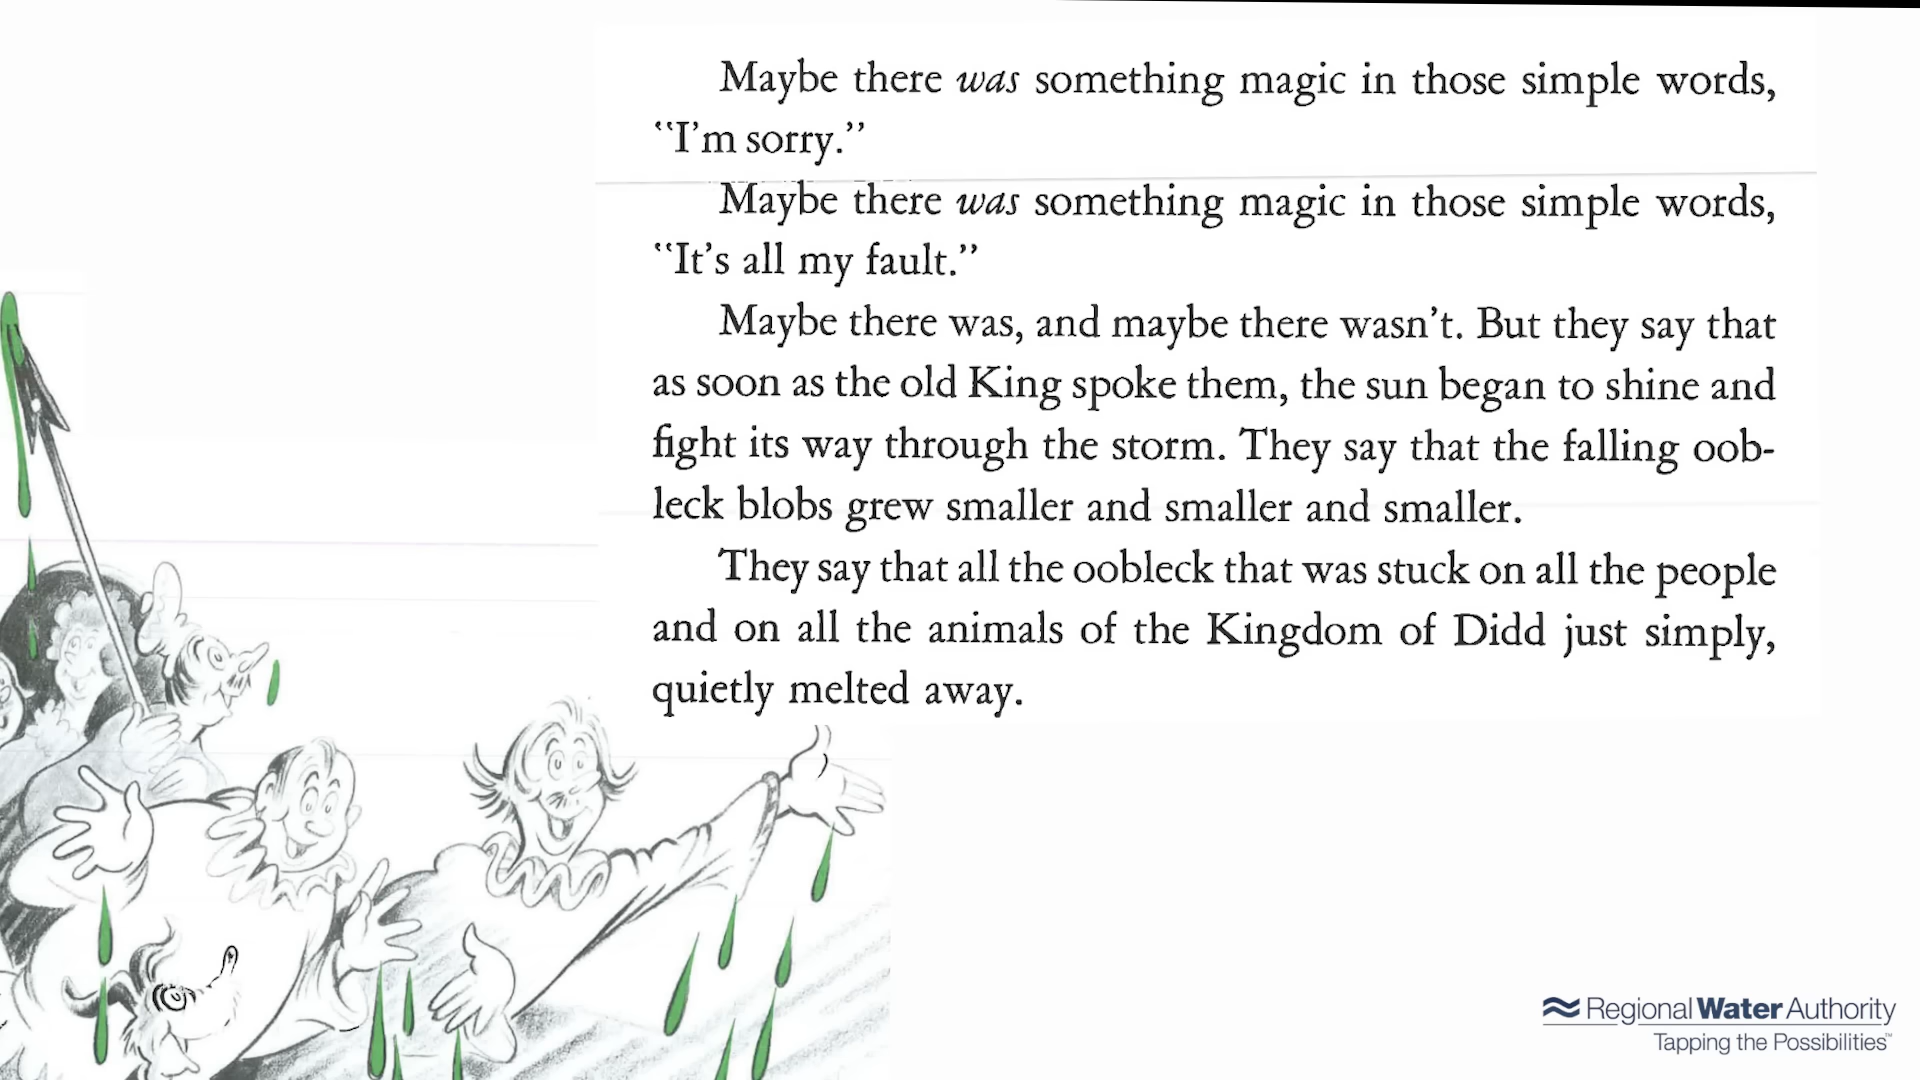 Maybe there was something magic in those simple words,
"I'm sorry."
Maybe there was something magic in those simple words,
"It's all my fault."
Maybe there was, and maybe there wasn't. But they say that
as soon as the old King spoke them, the sun began to shine and
fight its way through the storm. They say that the falling oob-
leck blobs grew smaller and smaller and smaller.
They say that all the oobleck that was stuck on all the people
and on all the animals of the Kingdom of Didd just simply,
quietly melted away.
Regional Water Authority
Tapping the Possibilities™